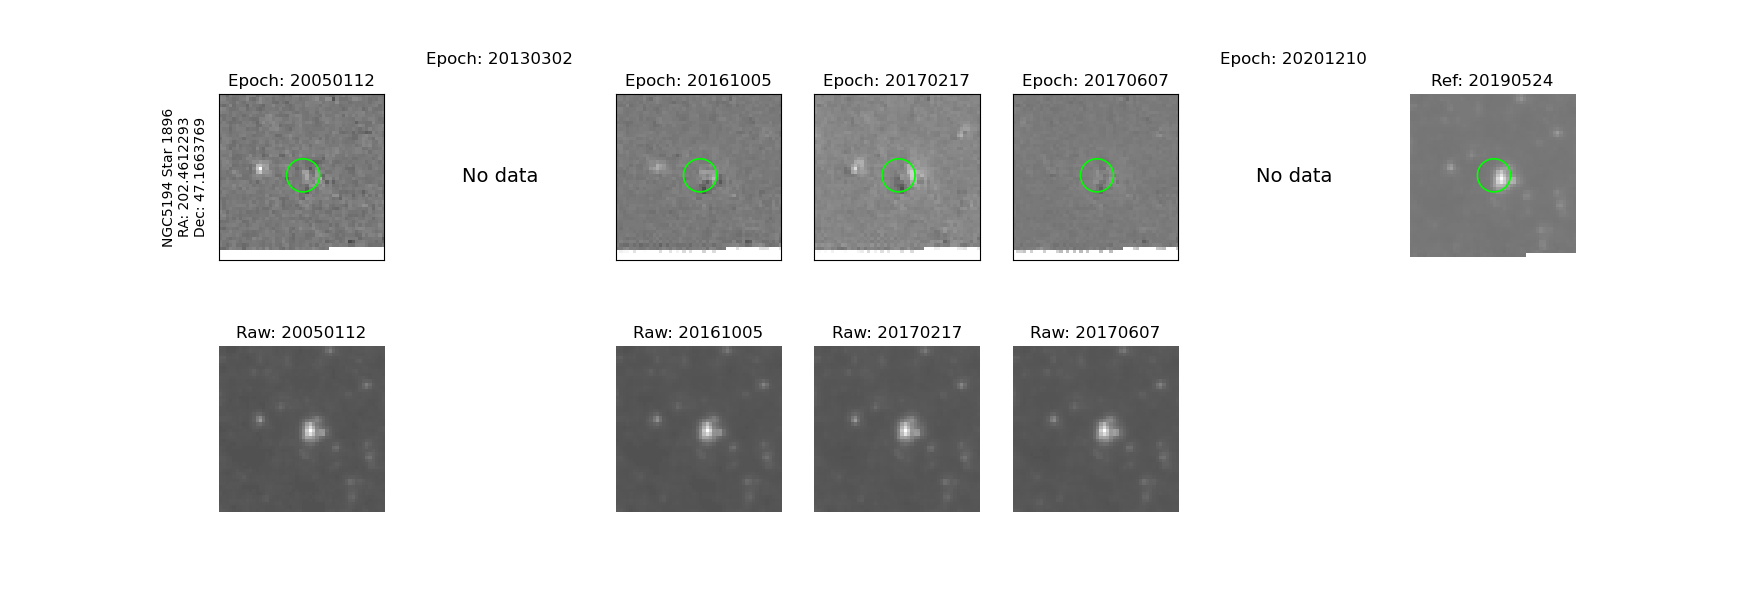 Epoch: 20130302
Epoch: 20201210
Epoch: 20050112
Epoch: 20161005
Epoch: 20170217
Epoch: 20170607
Ref: 20190524
NGC5194 Star 1896
RA: 202.4612293
Dec: 47.1663769
No data
No data
Raw: 20050112
Raw: 20161005
Raw: 20170217
Raw: 20170607